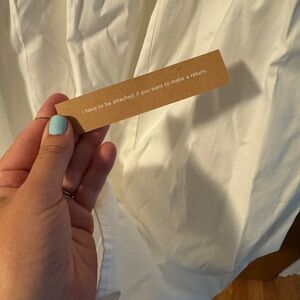 I have to be attached if you want to make a return.